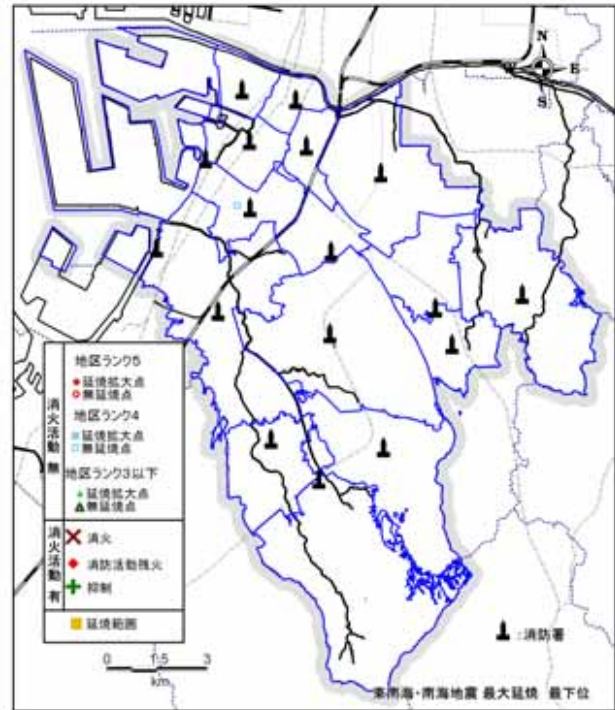 N
W E
S
地区ランク5
延焼拡大点
無延焼点
地区ランク4
延焼拡大点
無延焼点
地区ランク3以下
延焼拡大点
無延焼点
消火活動 無
消火
消防活動残火
抑制
消火活動 有
延焼範囲
0 1.5 3
km
:消防署
東南海・南海地震 最大延焼 最下位